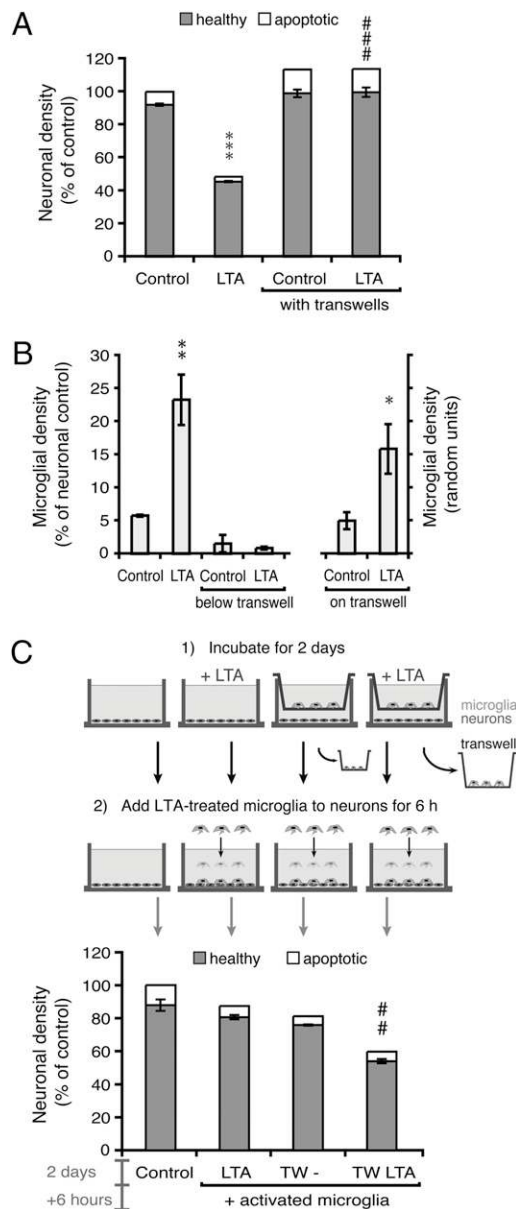 A
healthy apoptotic
Neuronal density
(% of control)
120
100
80
60
40
20
0
***
###
Control LTA Control LTA
with transwells
B
Microglial density
(% of neuronal control)
30
25
20
15
10
5
0
**
*
Microglial density
(random units)
Control LTA Control LTA Control LTA
below transwell on transwell
C
1) Incubate for 2 days
+ LTA + LTA
microglia
neurons
transwell
2) Add LTA-treated microglia to neurons for 6 h
healthy apoptotic
Neuronal density
(% of control)
120
100
80
60
40
20
0
##
2 days Control LTA TW - TW LTA
+6 hours + activated microglia